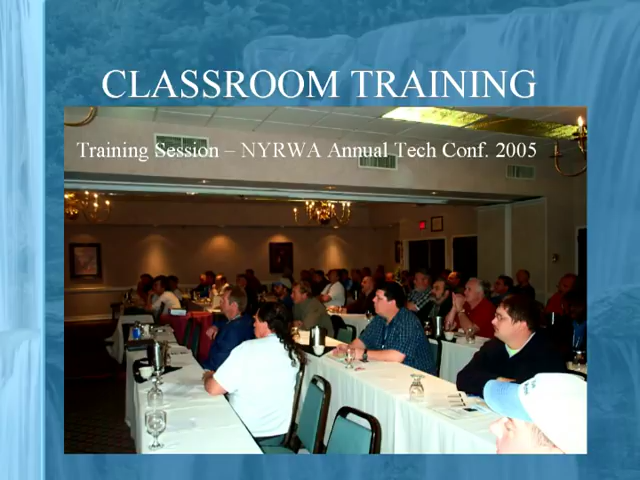 CLASSROOM TRAINING
Training Session – NYRWA Annual Tech Conf. 2005